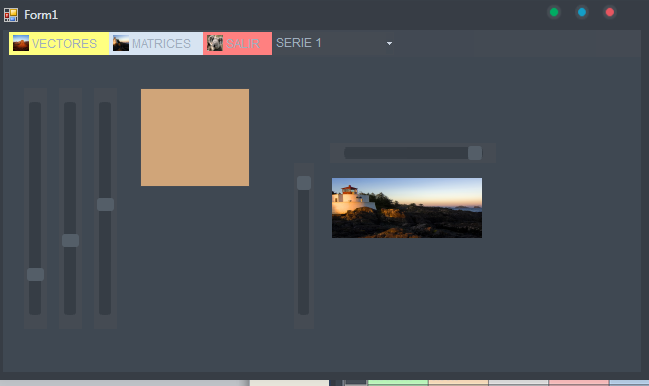 Form1
VECTORES MATRICES SALIR SERIE 1